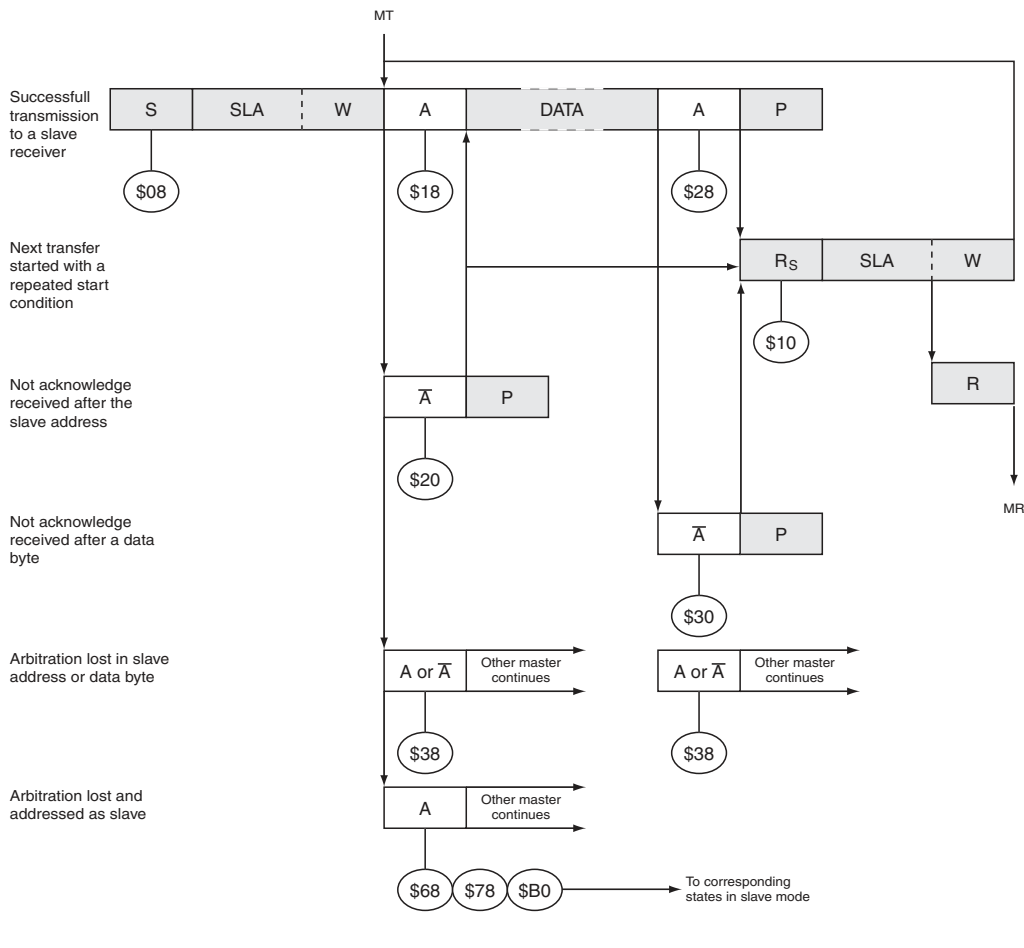 MT
Successfull
transmission
to a slave
receiver
S SLA W A DATA A P
$08 $18 $28
Next transfer
started with a
repeated start
condition
RS SLA W
$10
Not acknowledge
received after the
slave address
A̅ P
R
$20
MR
Not acknowledge
received after a data
byte
A̅ P
$30
Arbitration lost in slave
address or data byte
A or A̅
Other master
continues
A or A̅
Other master
continues
$38 $38
Arbitration lost and
addressed as slave
A
Other master
continues
$68 $78 $B0
To corresponding
states in slave mode